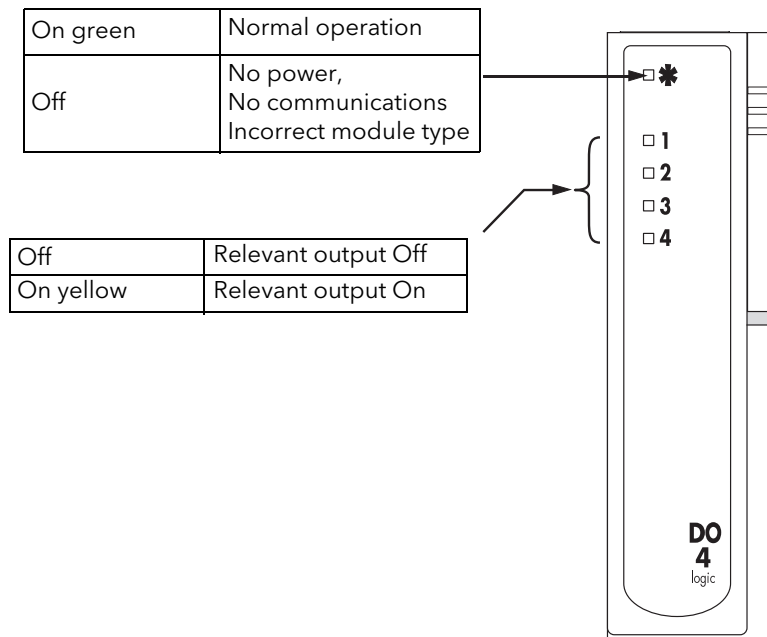 On green Normal operation
Off No power,
No communications
Incorrect module type
Off Relevant output Off
On yellow Relevant output On
✱
1
2
3
4
DO
4
logic